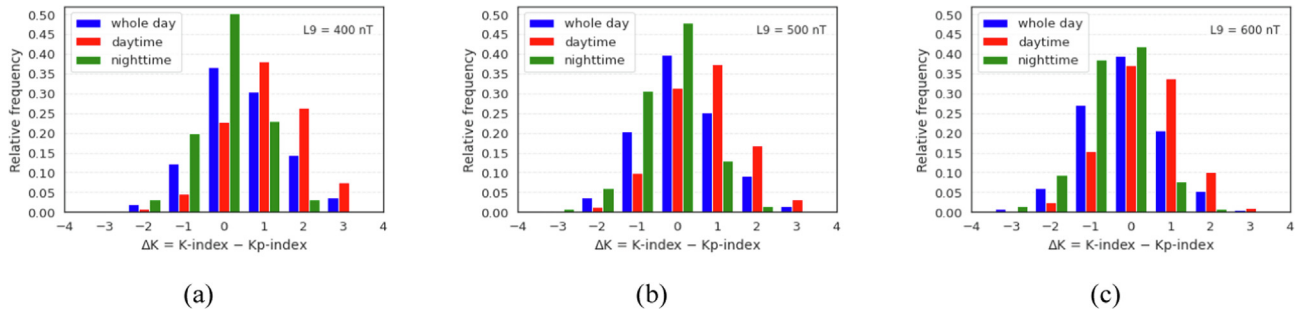 0.50
0.45
0.40
0.35
0.30
0.25
0.20
0.15
0.10
0.05
0.00
Relative frequency
whole day
daytime
nighttime
L9 = 400 nT
−4 −3 −2 −1 0 1 2 3 4
ΔK = K-index − Kp-index
(a)
0.50
0.45
0.40
0.35
0.30
0.25
0.20
0.15
0.10
0.05
0.00
Relative frequency
whole day
daytime
nighttime
L9 = 500 nT
−4 −3 −2 −1 0 1 2 3 4
ΔK = K-index − Kp-index
(b)
0.50
0.45
0.40
0.35
0.30
0.25
0.20
0.15
0.10
0.05
0.00
Relative frequency
whole day
daytime
nighttime
L9 = 600 nT
−4 −3 −2 −1 0 1 2 3 4
ΔK = K-index − Kp-index
(c)